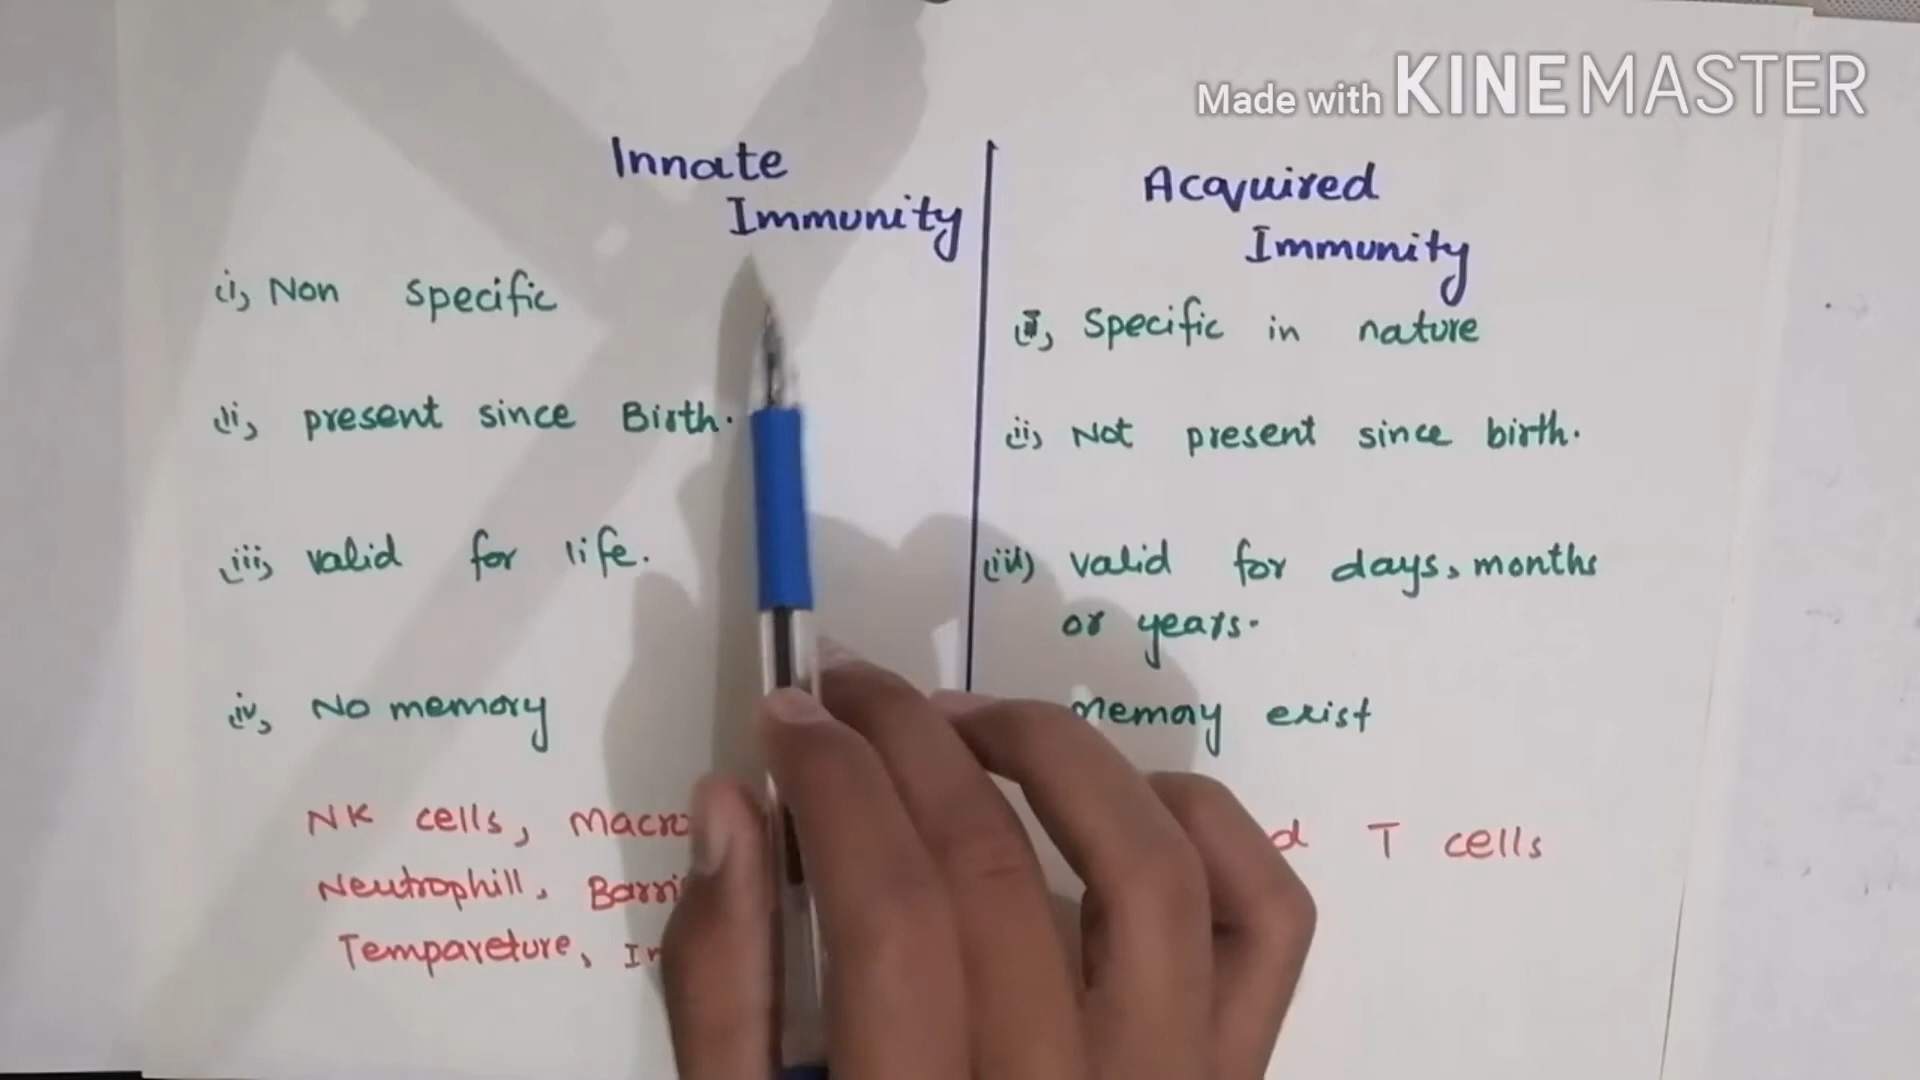 Made with KINEMASTER
Innate
Immunity
(i) Non specific
(ii) present since Birth.
(iii) valid for life.
(iv) No memory
NK cells,
Neutrophill,
Tempareture,
Acquired
Immunity
(i) Specific in nature
(ii) Not present since birth.
(iii) valid for days, months
or years.
memory exist
T cells